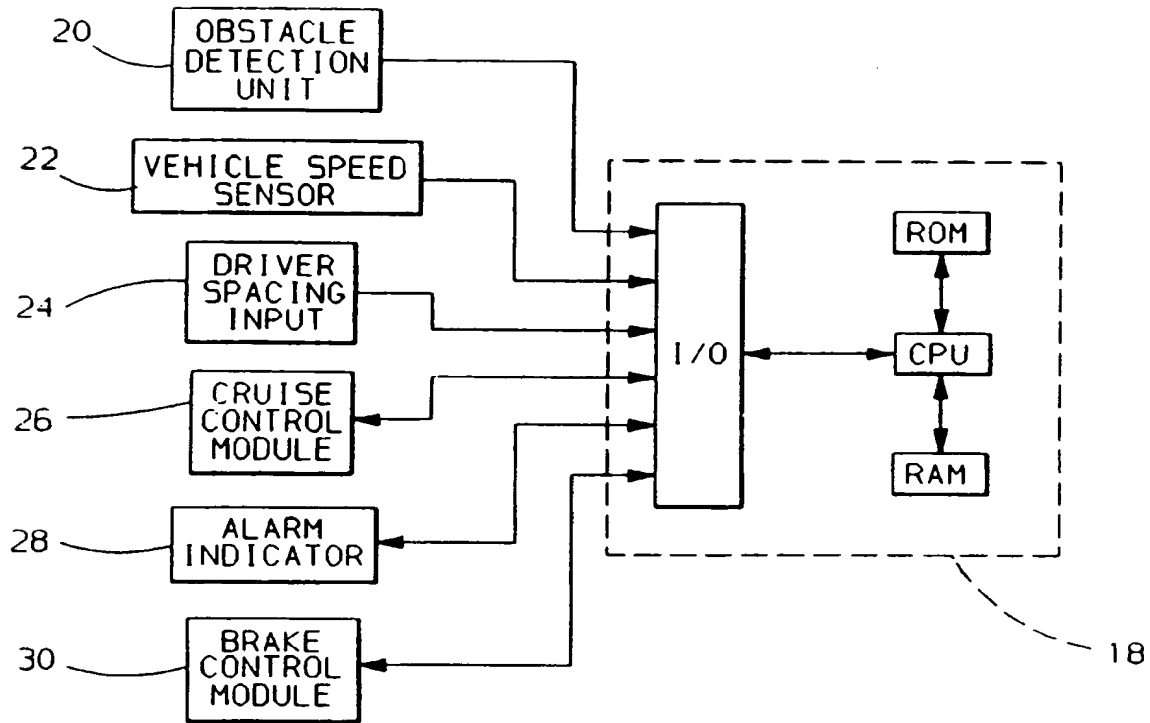 20
OBSTACLE
DETECTION
UNIT
22
VEHICLE SPEED
SENSOR
24
DRIVER
SPACING
INPUT
26
CRUISE
CONTROL
MODULE
28
ALARM
INDICATOR
30
BRAKE
CONTROL
MODULE
I/O
ROM
CPU
RAM
18